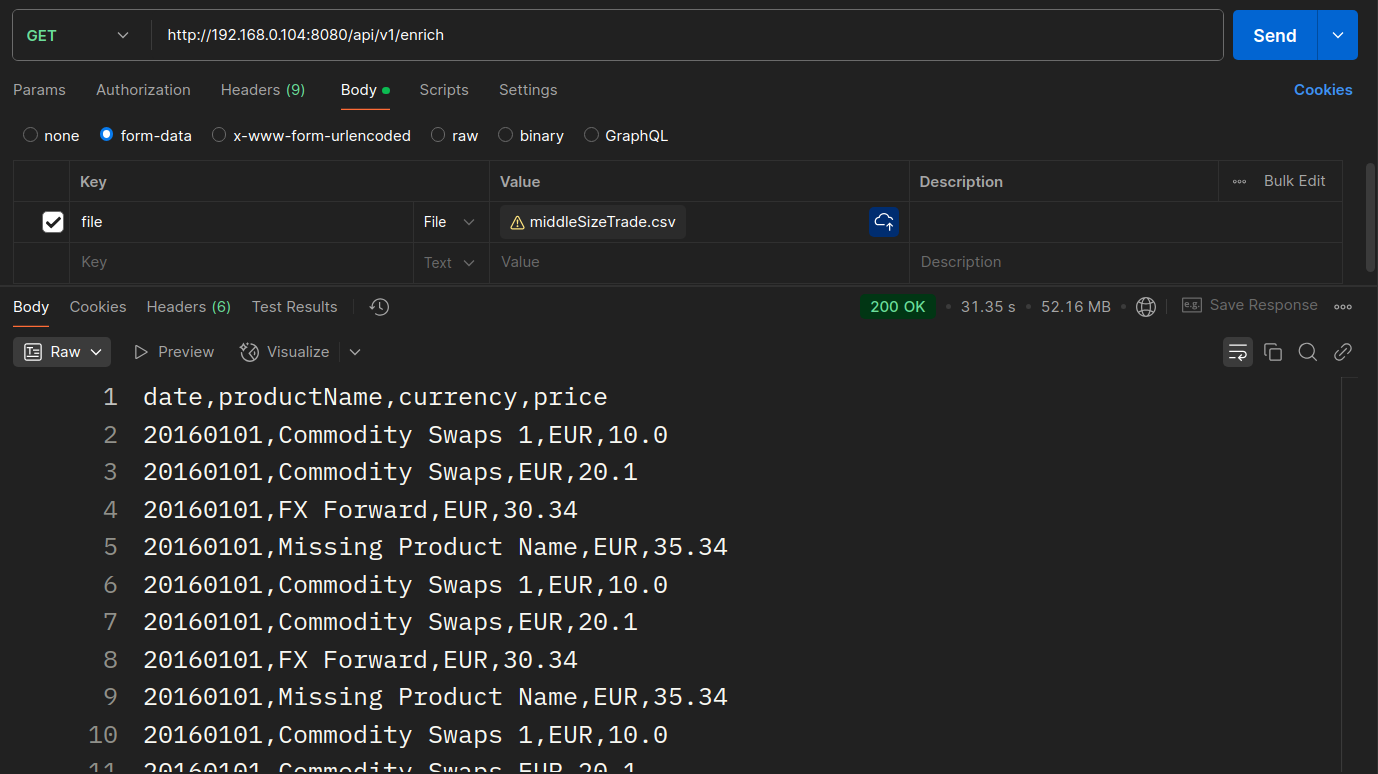 GET http://192.168.0.104:8080/api/v1/enrich Send
Params Authorization Headers (9) Body Scripts Settings Cookies
none form-data x-www-form-urlencoded raw binary GraphQL
Key Value Description Bulk Edit
file File middleSizeTrade.csv
Key Text Value Description
Body Cookies Headers (6) Test Results 200 OK 31.35 s 52.16 MB e.g. Save Response
Raw Preview Visualize
1 date,productName,currency,price
2 20160101,Commodity Swaps 1,EUR,10.0
3 20160101,Commodity Swaps,EUR,20.1
4 20160101,FX Forward,EUR,30.34
5 20160101,Missing Product Name,EUR,35.34
6 20160101,Commodity Swaps 1,EUR,10.0
7 20160101,Commodity Swaps,EUR,20.1
8 20160101,FX Forward,EUR,30.34
9 20160101,Missing Product Name,EUR,35.34
10 20160101,Commodity Swaps 1,EUR,10.0
11 20160101,Commodity Swaps,EUR,20.1